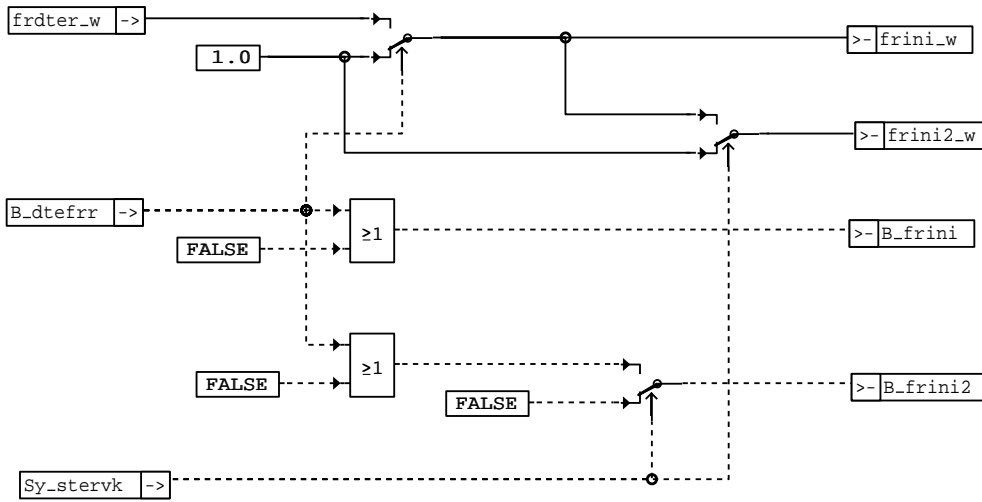 frdter_w ->
1.0
>- frini_w
>- frini2_w
B_dtefrr ->
FALSE
≥1
>- B_frini
FALSE
≥1
FALSE
>- B_frini2
Sy_stervk ->